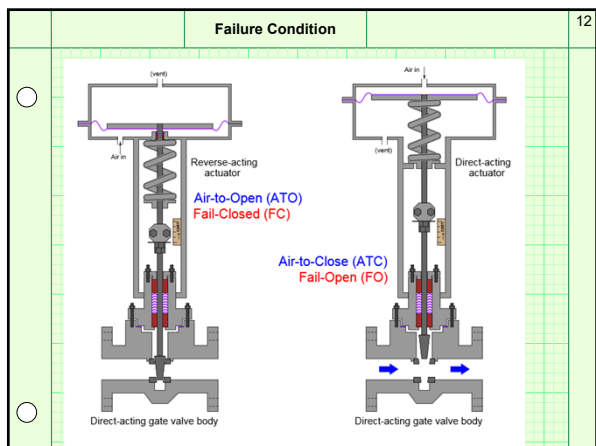 Failure Condition
12
(vent)
Air in
Reverse-acting
actuator
Air-to-Open (ATO)
Fail-Closed (FC)
Direct-acting gate valve body
Air in
(vent)
Direct-acting
actuator
Air-to-Close (ATC)
Fail-Open (FO)
Direct-acting gate valve body